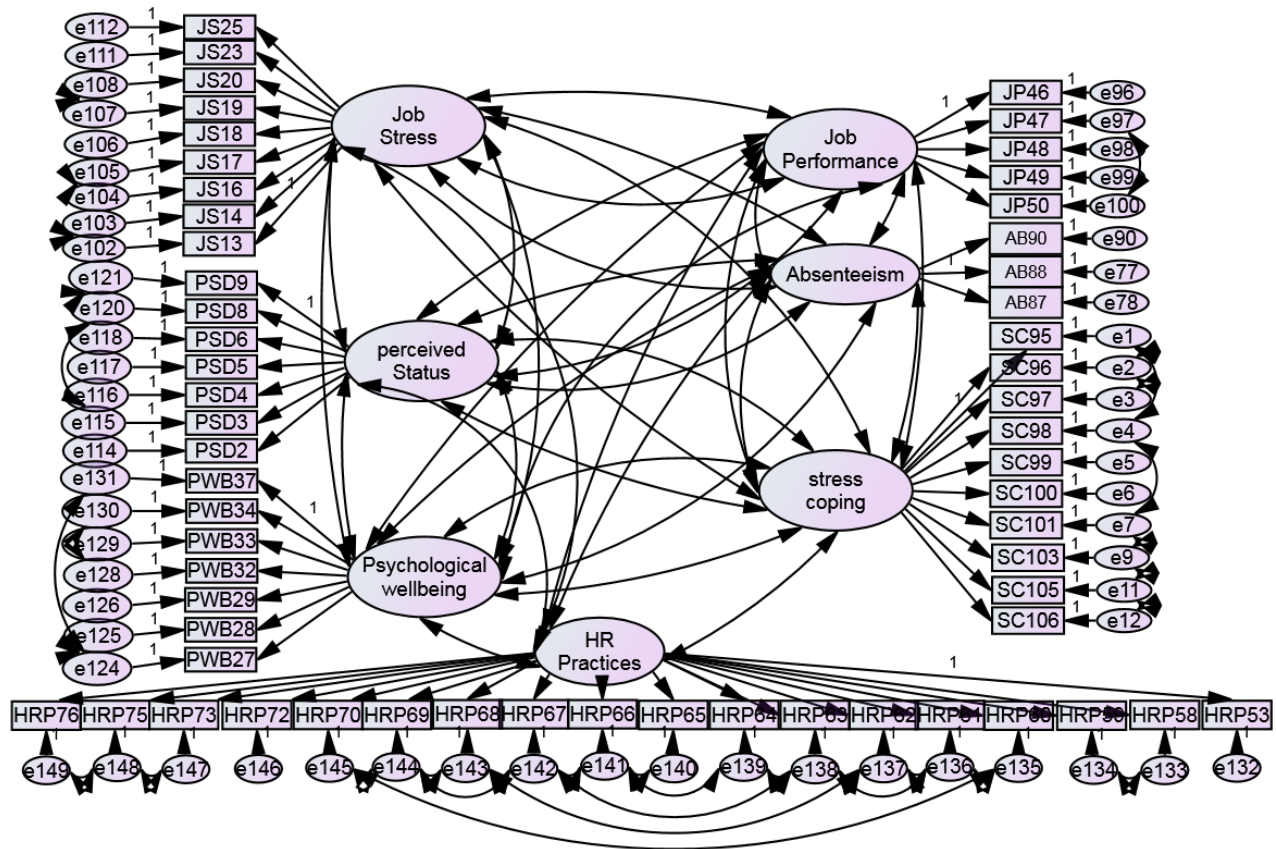 e112 1 JS25
e111 1 JS23
e108 1 JS20
e107 1 JS19
e106 1 JS18
e105 1 JS17
e104 1 JS16
e103 1 JS14
e102 1 JS13
1
Job
Stress
e121 1 PSD9
e120 1 PSD8
e118 1 PSD6
e117 1 PSD5
e116 1 PSD4
e115 1 PSD3
e114 1 PSD2
1
perceived
Status
e131 1 PWB37
e130 1 PWB34
e129 1 PWB33
e128 1 PWB32
e126 1 PWB29
e125 1 PWB28
e124 1 PWB27
1
Psychological
wellbeing
Job
Performance
1
JP46 1 e96
JP47 1 e97
JP48 1 e98
JP49 1 e99
JP50 1 e100
Absenteeism
1
AB90 1 e90
AB88 1 e77
AB87 1 e78
stress
coping
1
SC95 1 e1
SC96 1 e2
SC97 1 e3
SC98 1 e4
SC99 1 e5
SC100 1 e6
SC101 1 e7
SC103 1 e9
SC105 1 e11
SC106 1 e12
HR
Practices
1
HRP76 HRP75 HRP73 HRP72 HRP70 HRP69 HRP68 HRP67 HRP66 HRP65 HRP64 HRP63 HRP62 HRP61 HRP60 HRP59 HRP58 HRP53
e149 e148 e147 e146 e145 e144 e143 e142 e141 e140 e139 e138 e137 e136 e135 e134 e133 e132